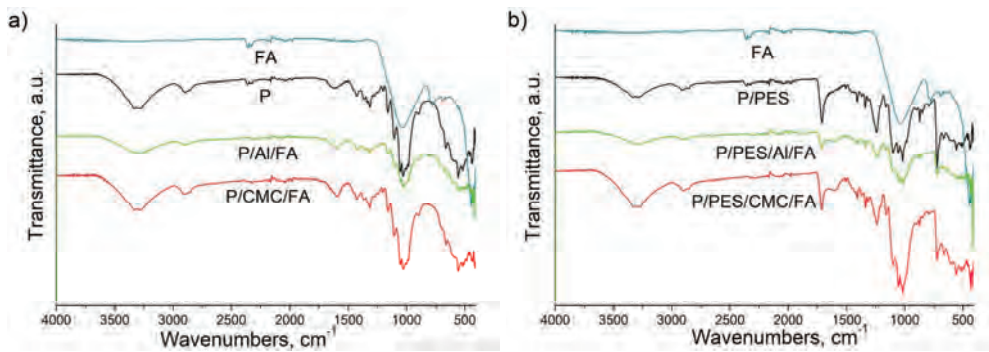 a)
FA
P
P/Al/FA
P/CMC/FA
Transmittance, a.u.
4000 3500 3000 2500 2000 1500 1000 500
Wavenumbers, cm-1
b)
FA
P/PES
P/PES/Al/FA
P/PES/CMC/FA
Transmittance, a.u.
4000 3500 3000 2500 2000 1500 1000 500
Wavenumbers, cm-1